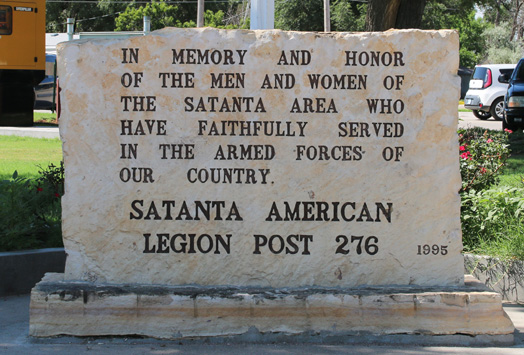 IN MEMORY AND HONOR
OF THE MEN AND WOMEN OF
THE SATANTA AREA WHO
HAVE FAITHFULLY SERVED
IN THE ARMED FORCES OF
OUR COUNTRY.
SATANTA AMERICAN
LEGION POST 276 1995